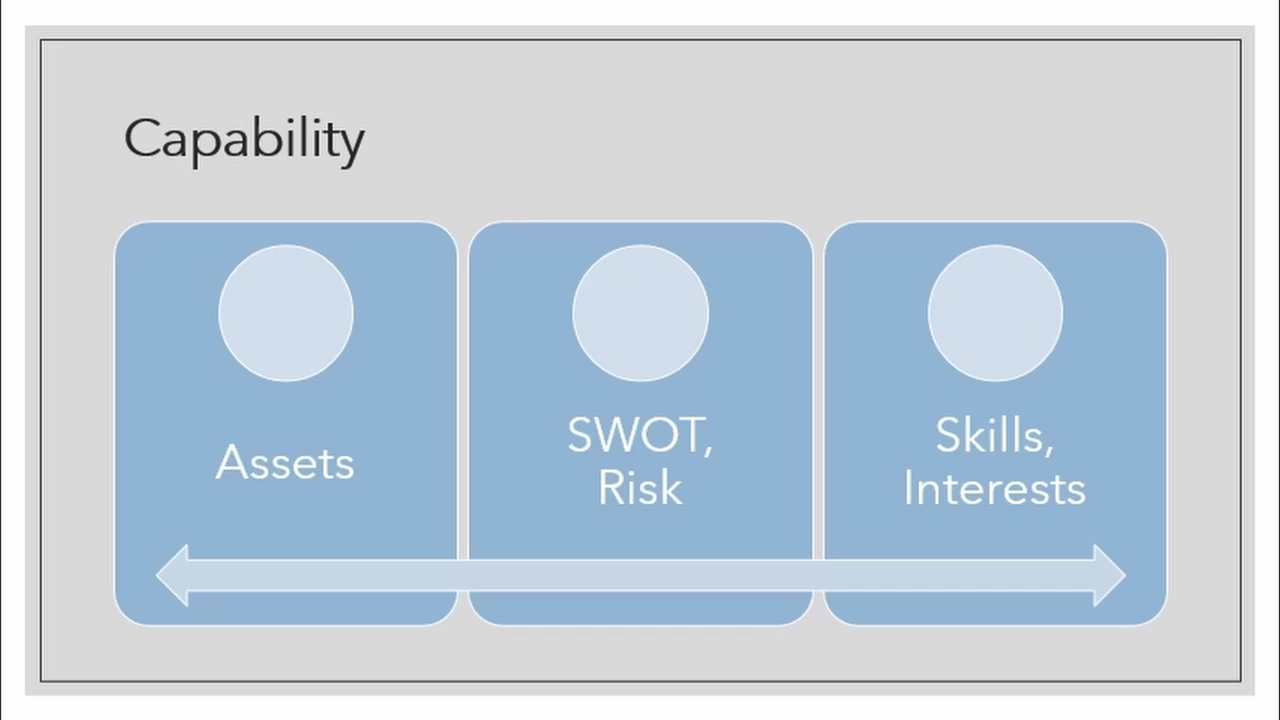 Capability
Assets
SWOT,
Risk
Skills,
Interests